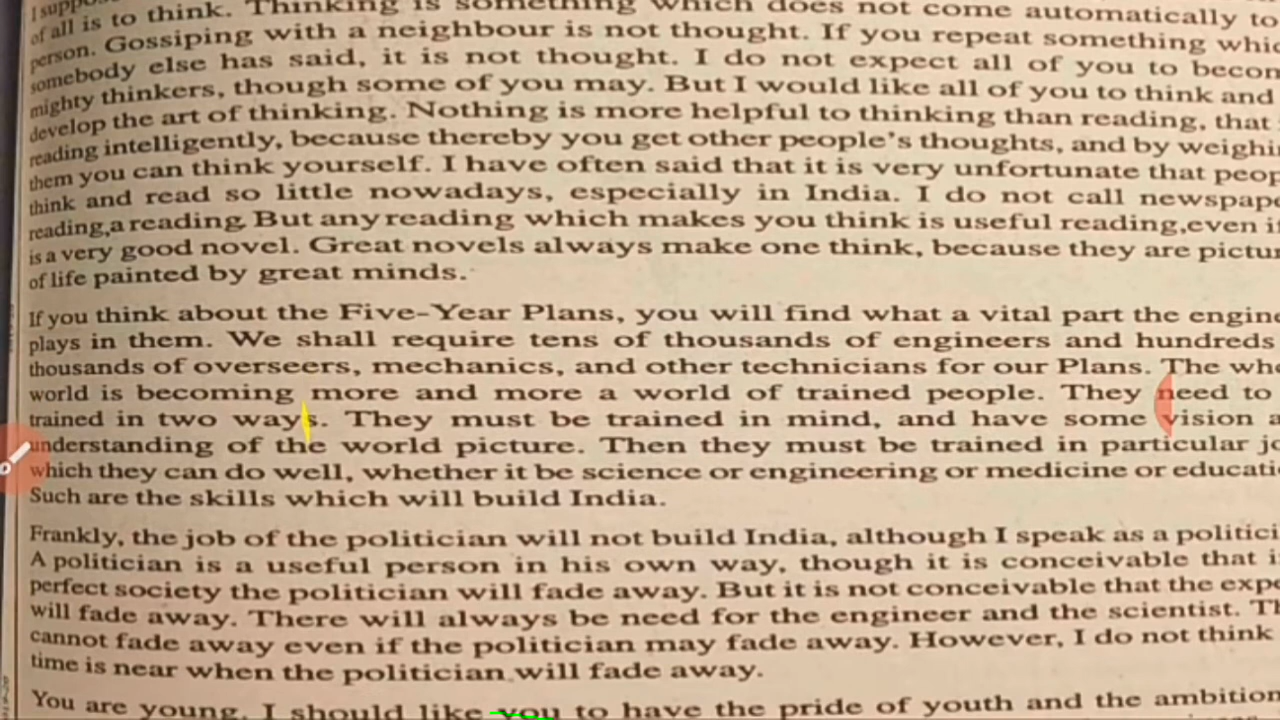 I suppo
of all is to think. Thinking is something which does not come automatically to
person. Gossiping with a neighbour is not thought. If you repeat something whic
somebody else has said, it is not thought. I do not expect all of you to becom
mighty thinkers, though some of you may. But I would like all of you to think and
develop the art of thinking. Nothing is more helpful to thinking than reading, that
reading intelligently, because thereby you get other people's thoughts, and by weighi
them you can think yourself. I have often said that it is very unfortunate that peop
think and read so little nowadays, especially in India. I do not call newspape
reading,a reading. But any reading which makes you think is useful reading,even i
is a very good novel. Great novels always make one think, because they are pictu
of life painted by great minds.
If you think about the Five-Year Plans, you will find what a vital part the engine
plays in them. We shall require tens of thousands of engineers and hundreds
thousands of overseers, mechanics, and other technicians for our Plans. The who
world is becoming more and more a world of trained people. They need to
trained in two ways. They must be trained in mind, and have some vision a
understanding of the world picture. Then they must be trained in particular jo
which they can do well, whether it be science or engineering or medicine or educati
Such are the skills which will build India.
Frankly, the job of the politician will not build India, although I speak as a politici
A politician is a useful person in his own way, though it is conceivable that i
perfect society the politician will fade away. But it is not conceivable that the expe
will fade away. There will always be need for the engineer and the scientist. Th
cannot fade away even if the politician may fade away. However, I do not think
time is near when the politician will fade away.
You are young. I should like you to have the pride of youth and the ambition